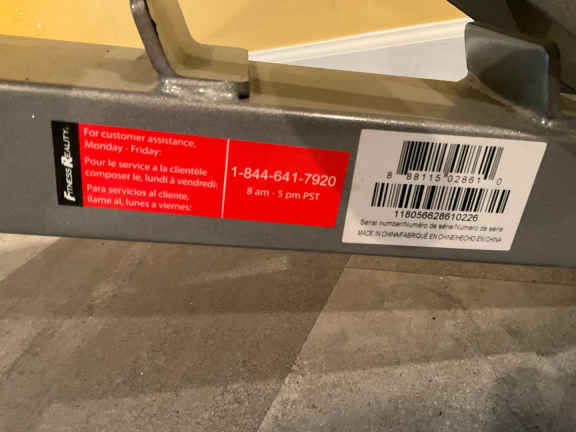 FITNESS REALITY
For customer assistance,
Monday - Friday:
Pour le service a la clientèle
composer le, lundi à vendredi:
Para servicios al cliente,
llame al, lunes a viernes:
1-844-641-7920
8 am - 5 pm PST
8 88115 02861 0
118056628610226
Serial number/Numéro de série/Número de série
MADE IN CHINA/FABRIQUÉ EN CHINE/HECHO EN CHINA